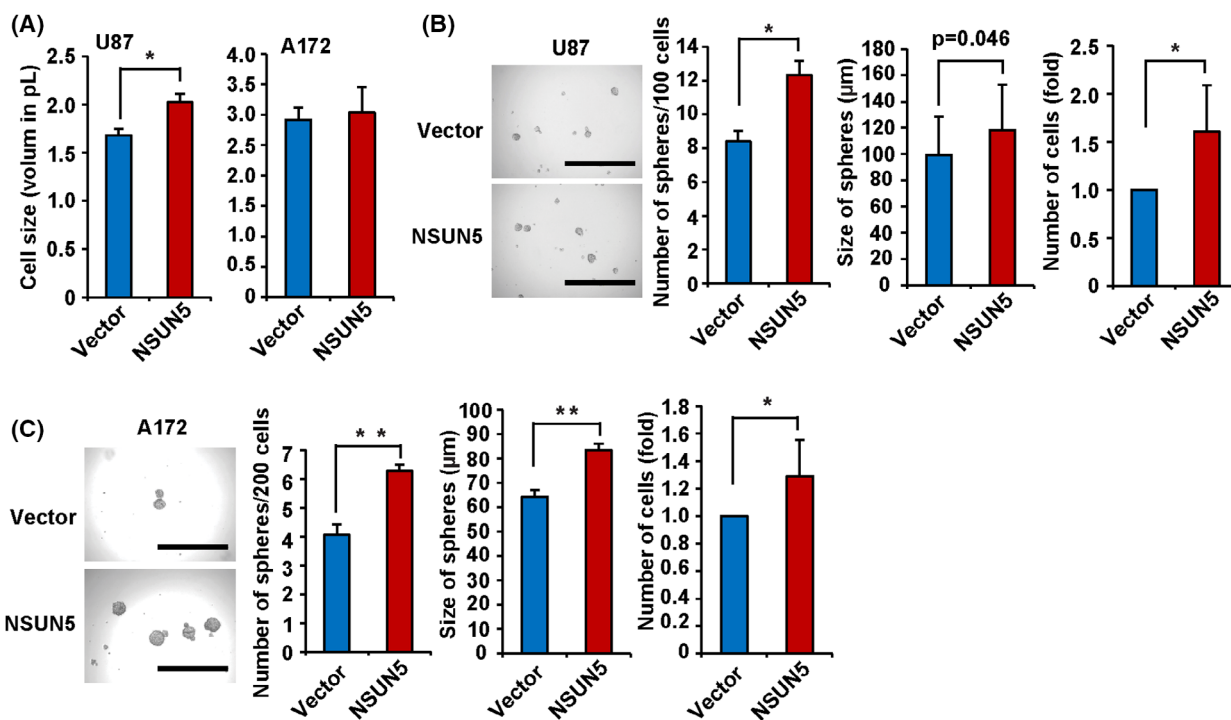 (A)
U87
*
Cell size (volum in pL)
2.5
2.0
1.5
1.0
0.5
0
Vector
NSUN5
A172
4.0
3.5
3.0
2.5
2.0
1.5
1.0
0.5
0
Vector
NSUN5
(B)
U87
Vector
NSUN5
*
Number of spheres/100 cells
14
12
10
8
6
4
2
0
Vector
NSUN5
p=0.046
Size of spheres (µm)
180
160
140
120
100
80
60
40
20
0
Vector
NSUN5
*
Number of cells (fold)
2.5
2.0
1.5
1.0
0.5
0
Vector
NSUN5
(C)
A172
Vector
NSUN5
* *
Number of spheres/200 cells
7
6
5
4
4
2
1
0
Vector
NSUN5
**
Size of spheres (µm)
100
90
80
70
60
50
40
30
20
10
0
Vector
NSUN5
*
Number of cells (fold)
1.8
1.6
1.4
1.2
1.0
0.8
0.6
0.4
0.2
0
Vector
NSUN5